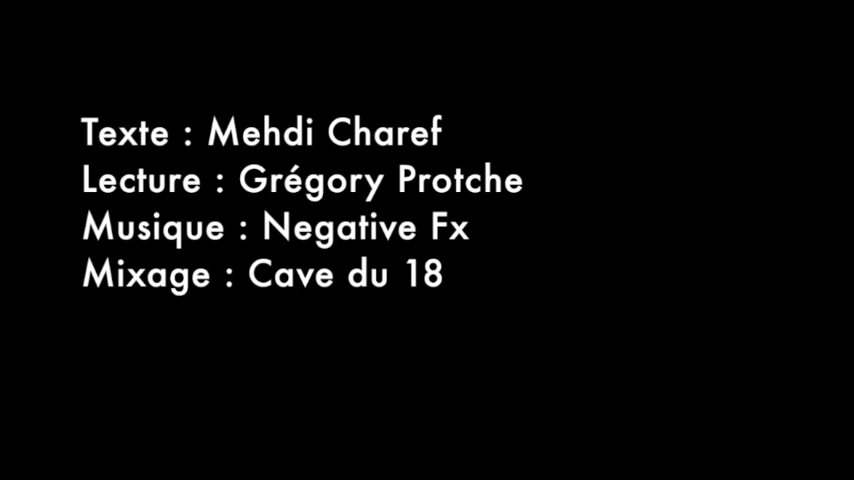 Texte : Mehdi Charef
Lecture : Grégory Protche
Musique : Negative Fx
Mixage : Cave du 18